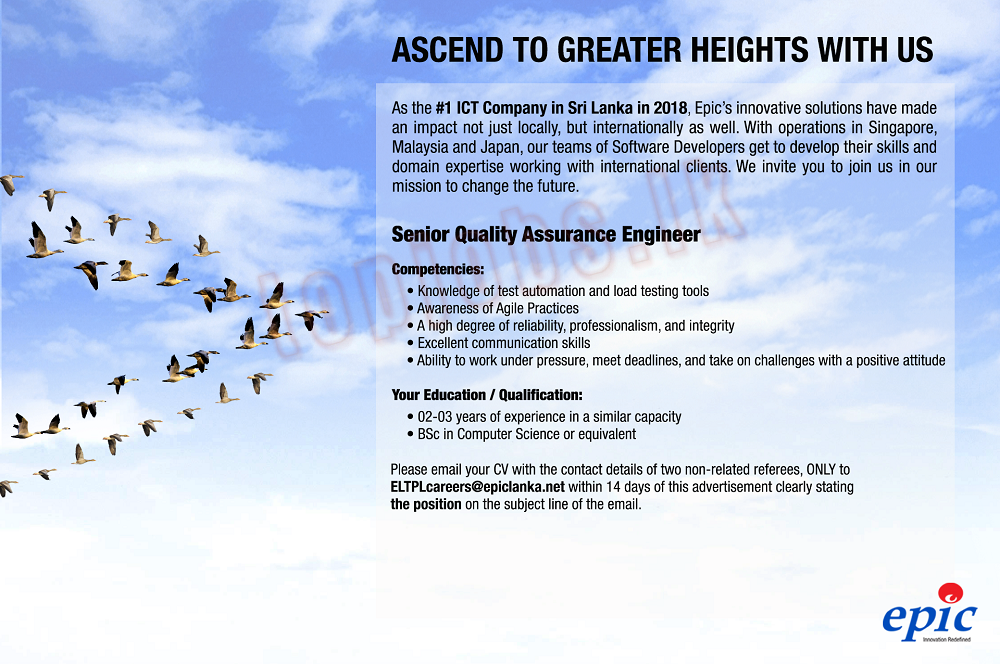 ASCEND TO GREATER HEIGHTS WITH US
As the #1 ICT Company in Sri Lanka in 2018, Epic's innovative solutions have made
an impact not just locally, but internationally as well. With operations in Singapore,
Malaysia and Japan, our teams of Software Developers get to develop their skills and
domain expertise working with international clients. We invite you to join us in our
mission to change the future.
topjobs.lk
Senior Quality Assurance Engineer
Competencies:
• Knowledge of test automation and load testing tools
• Awareness of Agile Practices
• A high degree of reliability, professionalism, and integrity
• Excellent communication skills
• Ability to work under pressure, meet deadlines, and take on challenges with a positive attitude
Your Education / Qualification:
• 02-03 years of experience in a similar capacity
• BSc in Computer Science or equivalent
Please email your CV with the contact details of two non-related referees, ONLY to
ELTPLcareers@epiclanka.net within 14 days of this advertisement clearly stating
the position on the subject line of the email.
epic
Innovation Redefined